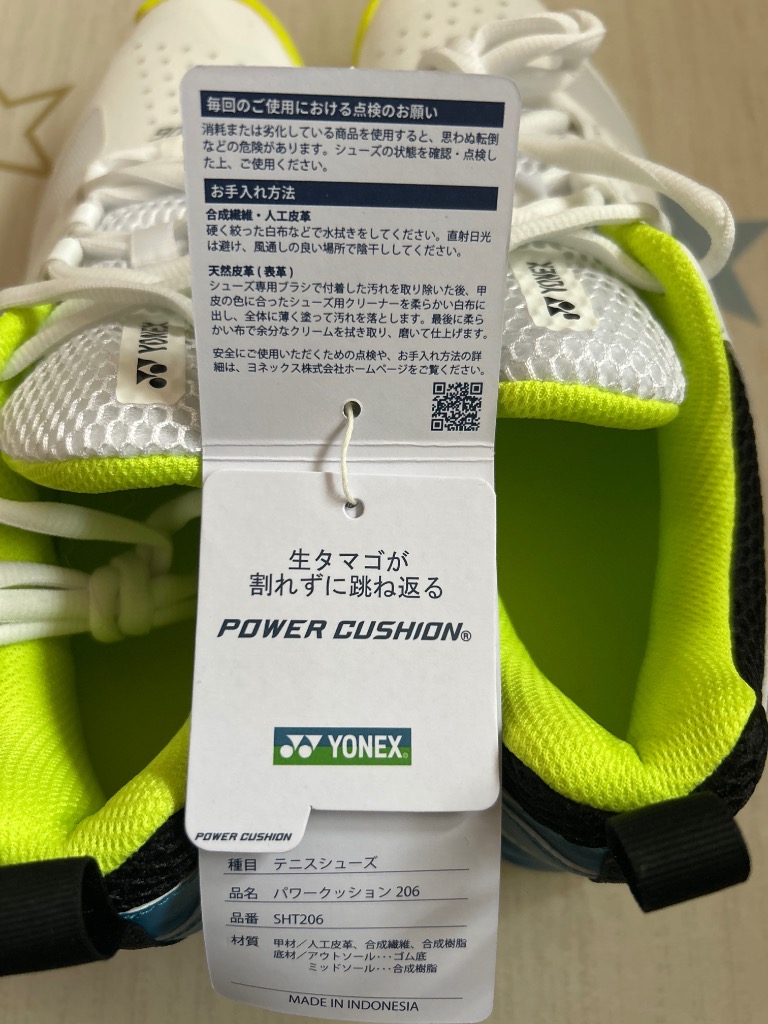 毎回のご使用における点検のお願い
消耗または劣化している商品を使用すると、思わぬ転倒
などの危険があります。シューズの状態を確認・点検し
た上、ご使用ください。
お手入れ方法
合成繊維・人工皮革
硬く絞った白布などで水拭きをしてください。直射日光
は避け、風通しの良い場所で陰干ししてください。
天然皮革(表革)
シューズ専用ブラシで付着した汚れを取り除いた後、甲
皮の色に合ったシューズ用クリーナーを柔らかい白布に
出し、全体に薄く塗って汚れを落とします。最後に柔ら
かい布で余分なクリームを拭き取り、磨いて仕上げます。
安全にご使用いただくための点検や、お手入れ方法の詳
細は、ヨネックス株式会社ホームページをご覧ください。
YONEX
YONEX
生タマゴが
割れずに跳ね返る
POWER CUSHION®
YONEX®
POWER CUSHION
種目 テニスシューズ
品名 パワークッション 206
品番 SHT206
材質 甲材/人工皮革、合成繊維、合成樹脂
底材/アウトソール･･･ゴム底
ミッドソール･･･合成樹脂
MADE IN INDONESIA